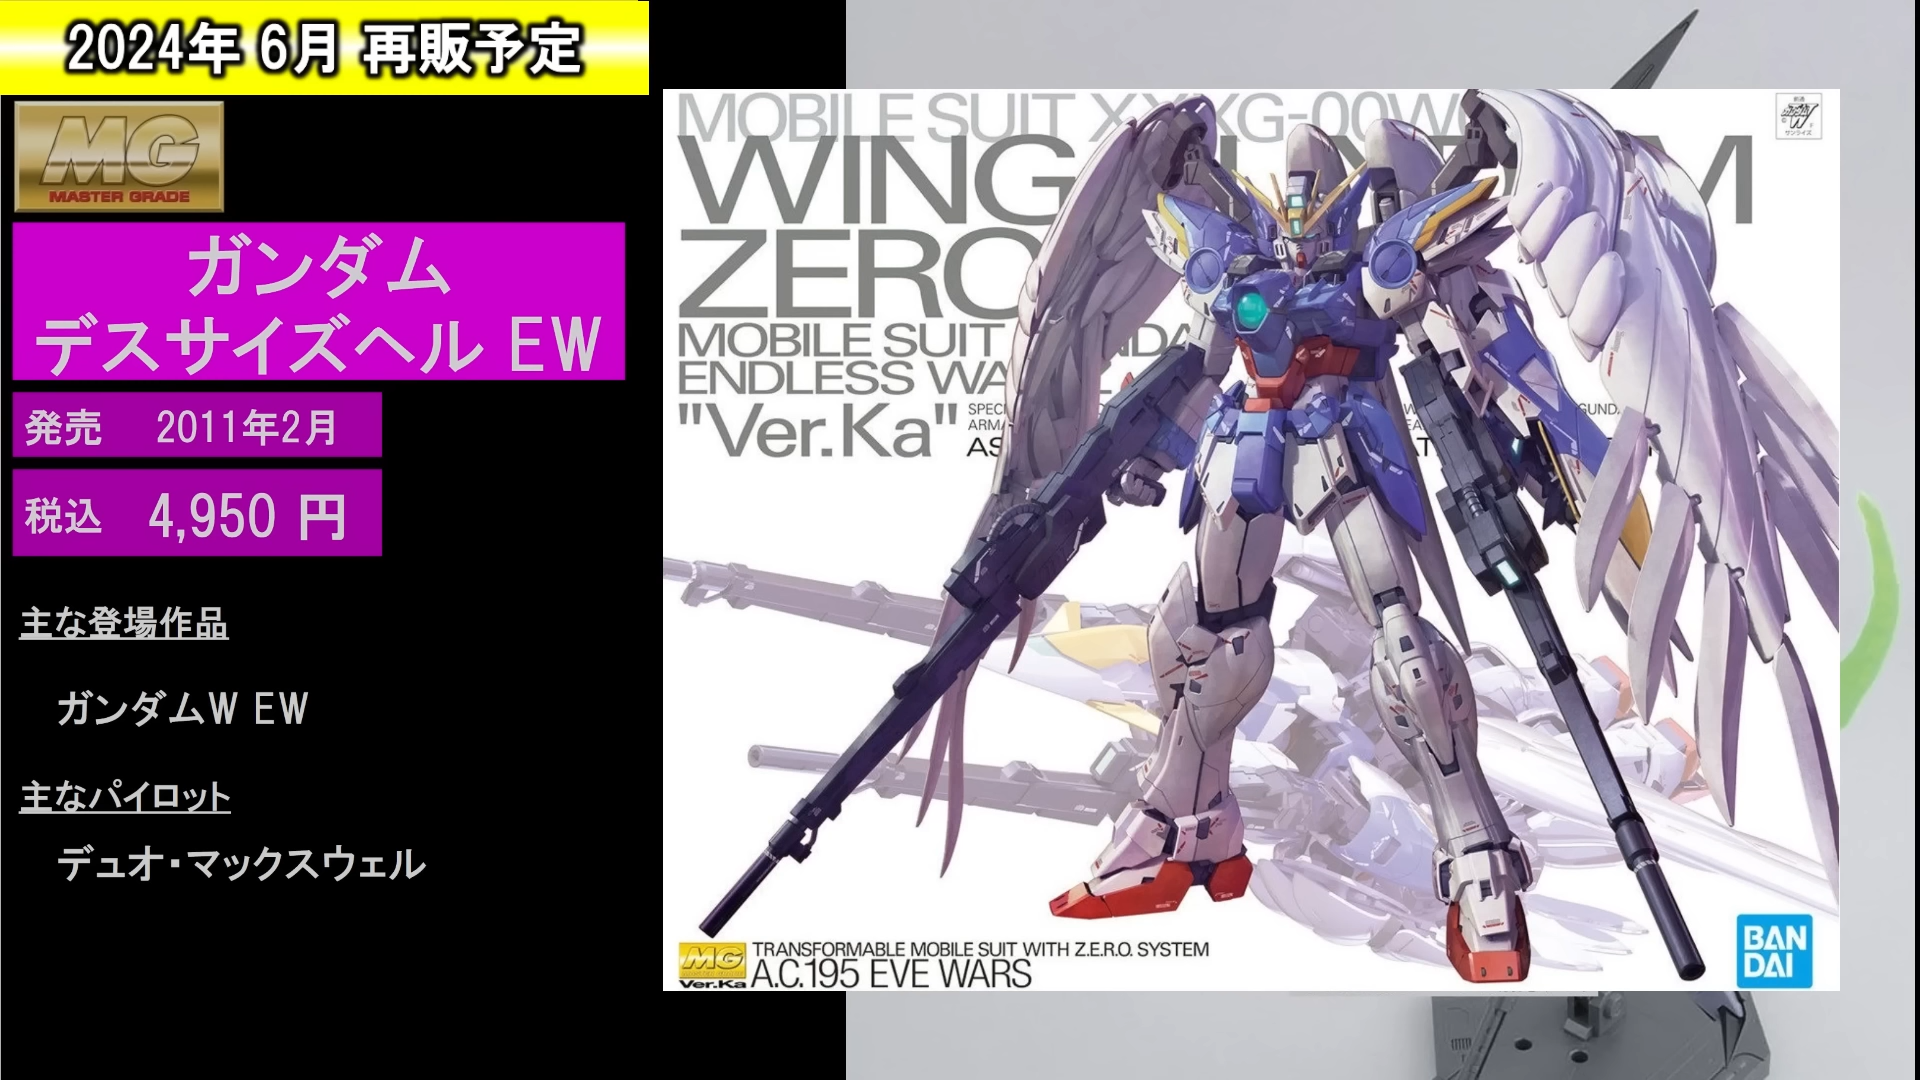 2024年 6月 再販予定
MG
MASTER GRADE
ガンダム
デスサイズヘル EW
発売 2011年2月
税込 4,950 円
主な登場作品
ガンダムW EW
主なパイロット
デュオ・マックスウェル
MOBILE SUIT
WING
ZERO
MOBILE SUIT
ENDLESS
"Ver.Ka"
MG
Ver.Ka
TRANSFORMABLE MOBILE SUIT WITH Z.E.R.O. SYSTEM
A.C.195 EVE WARS
BAN
DAI